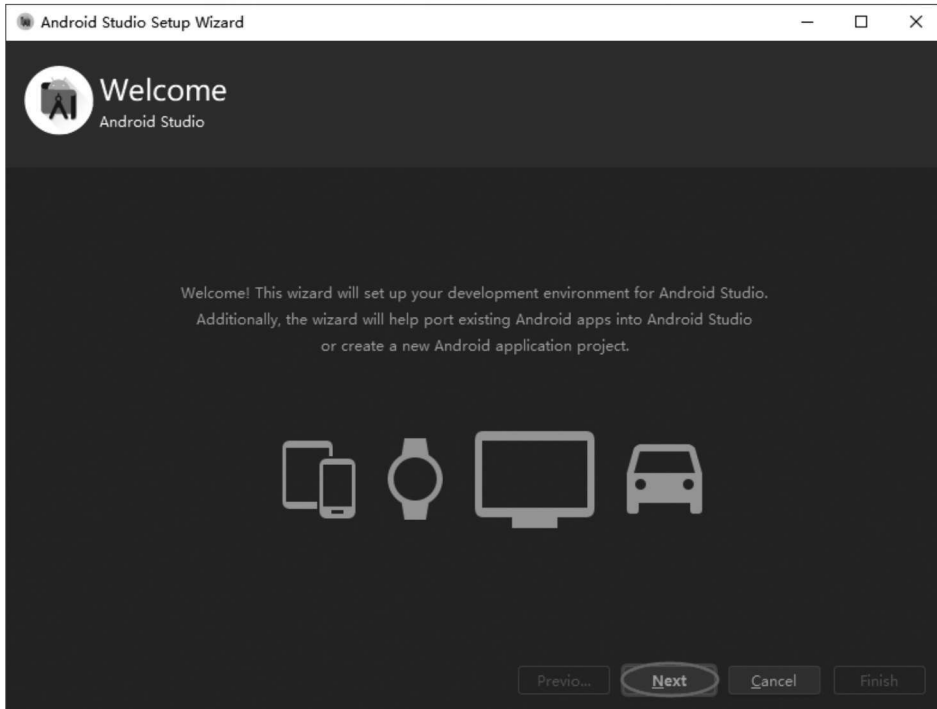 Android Studio Setup Wizard
Welcome
Android Studio
Welcome! This wizard will set up your development environment for Android Studio.
Additionally, the wizard will help port existing Android apps into Android Studio
or create a new Android application project.
Previo... Next Cancel Finish